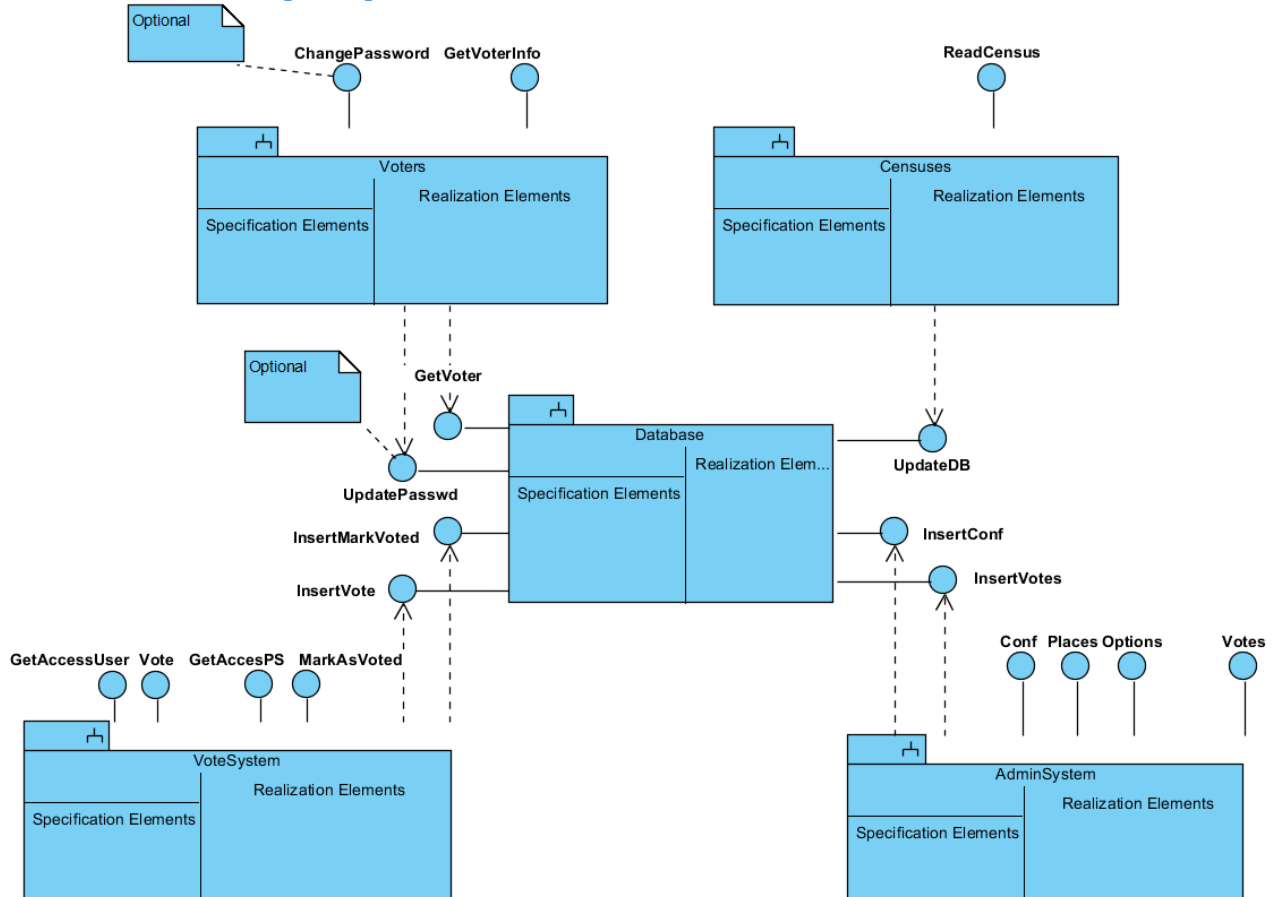 Optional
ChangePassword
GetVoterInfo
ReadCensus
Voters
Realization Elements
Specification Elements
Censuses
Realization Elements
Specification Elements
Optional
GetVoter
UpdatePasswd
InsertMarkVoted
InsertVote
Database
Realization Elem...
Specification Elements
UpdateDB
InsertConf
InsertVotes
GetAccessUser
Vote
GetAccesPS
MarkAsVoted
VoteSystem
Realization Elements
Specification Elements
Conf
Places
Options
Votes
AdminSystem
Realization Elements
Specification Elements